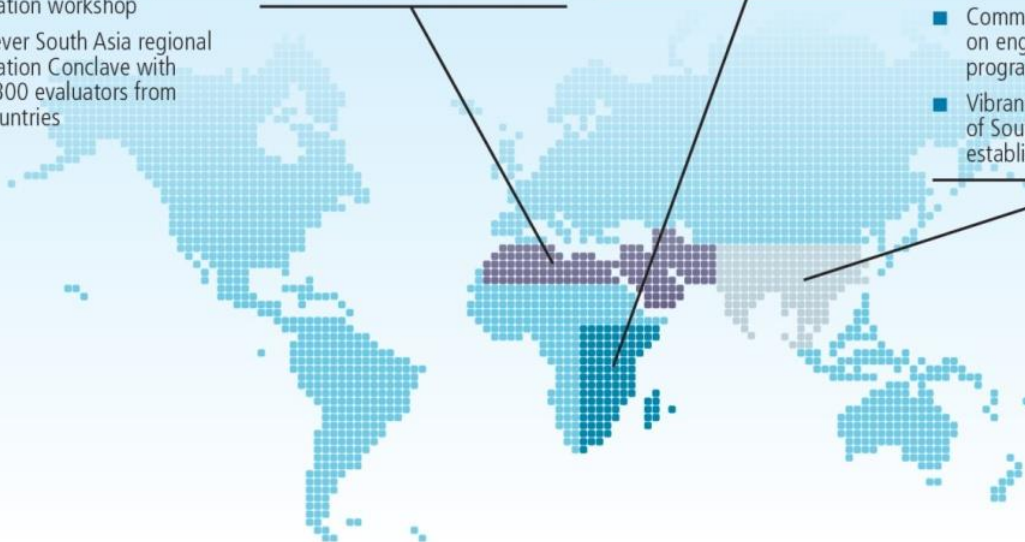 ation workshop
ver South Asia regional
ation Conclave with
300 evaluators from
untries
Comm
on eng
progra
Vibran
of Sou
establi